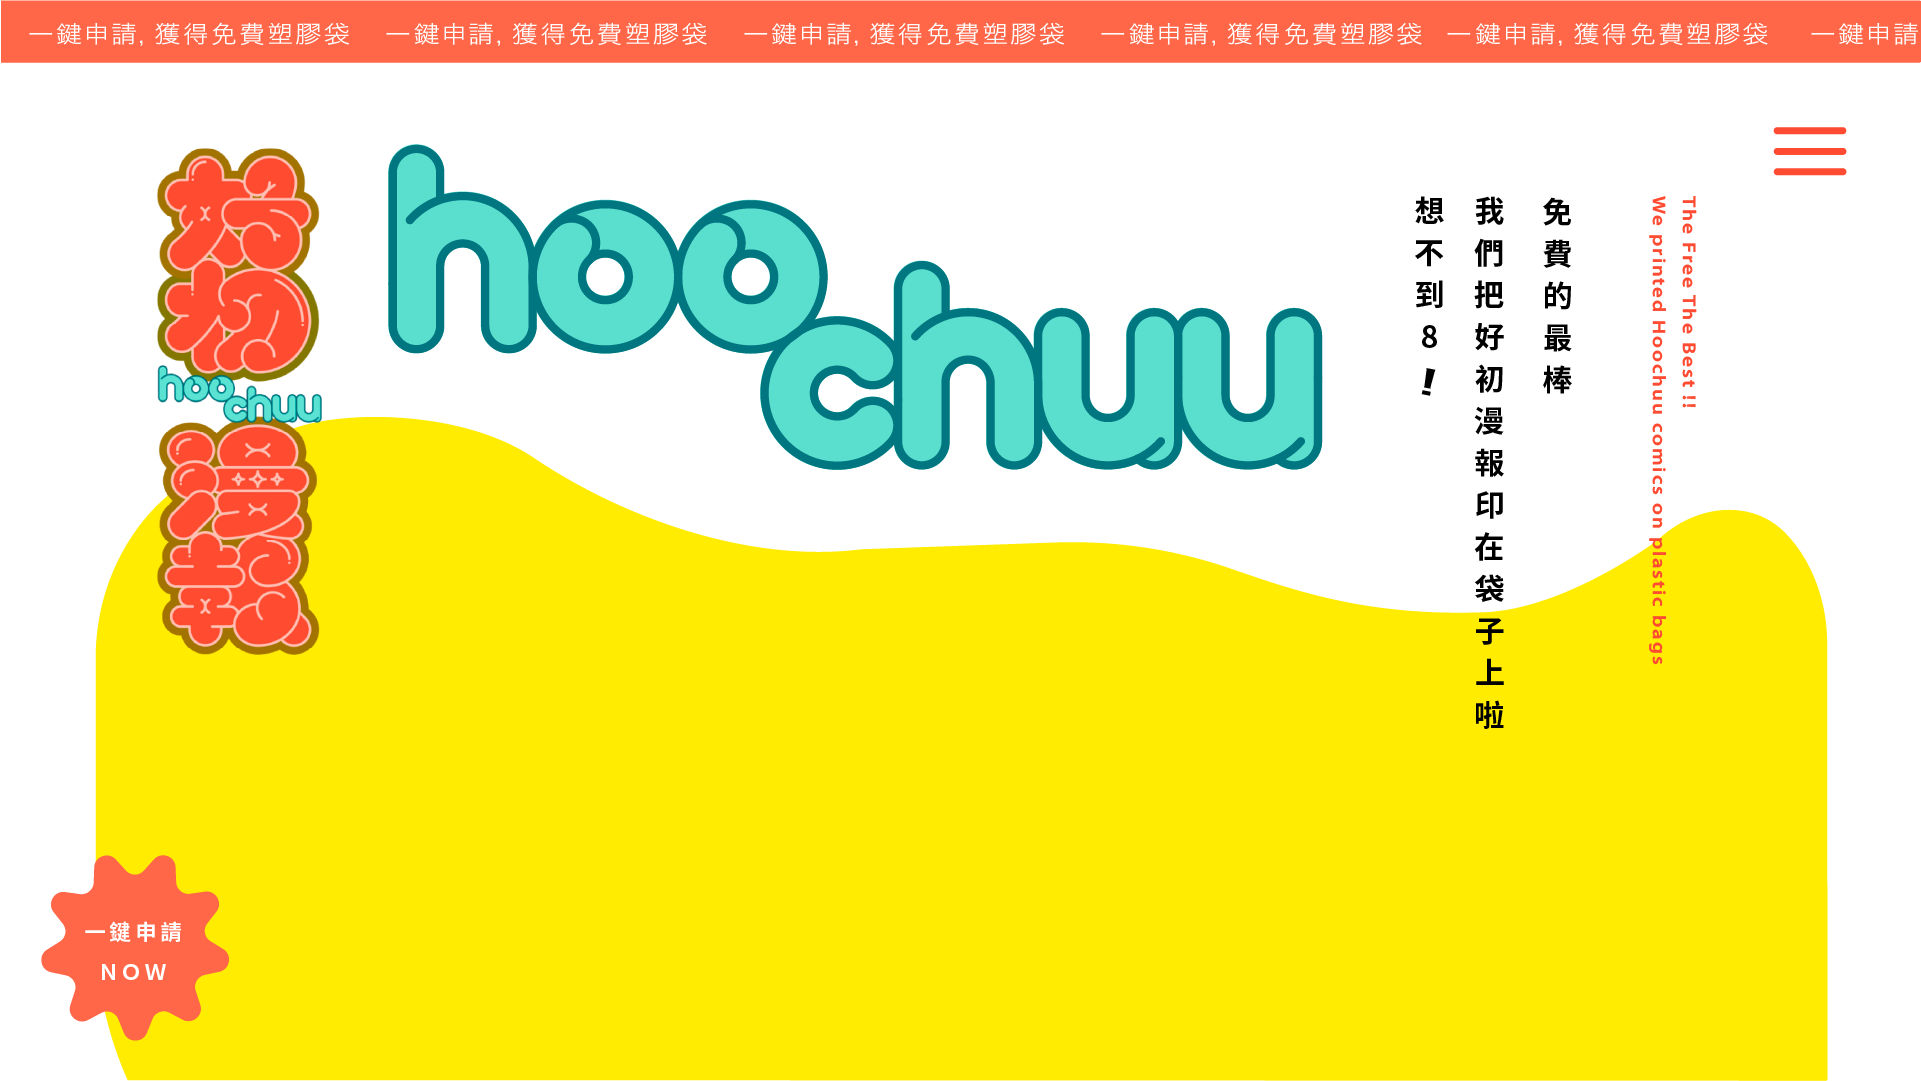 一鍵申請, 獲得免費塑膠袋 一鍵申請, 獲得免費塑膠袋 一鍵申請, 獲得免費塑膠袋 一鍵申請, 獲得免費塑膠袋 一鍵申請, 獲得免費塑膠袋 一鍵申請
好初
hoo
chuu
漫報
hoo
chuu
The Free The Best !!
We printed Hoochuu comics on plastic bags
免費的最棒
我們把好初漫報印在袋子上啦
想不到8!
一鍵申請
NOW